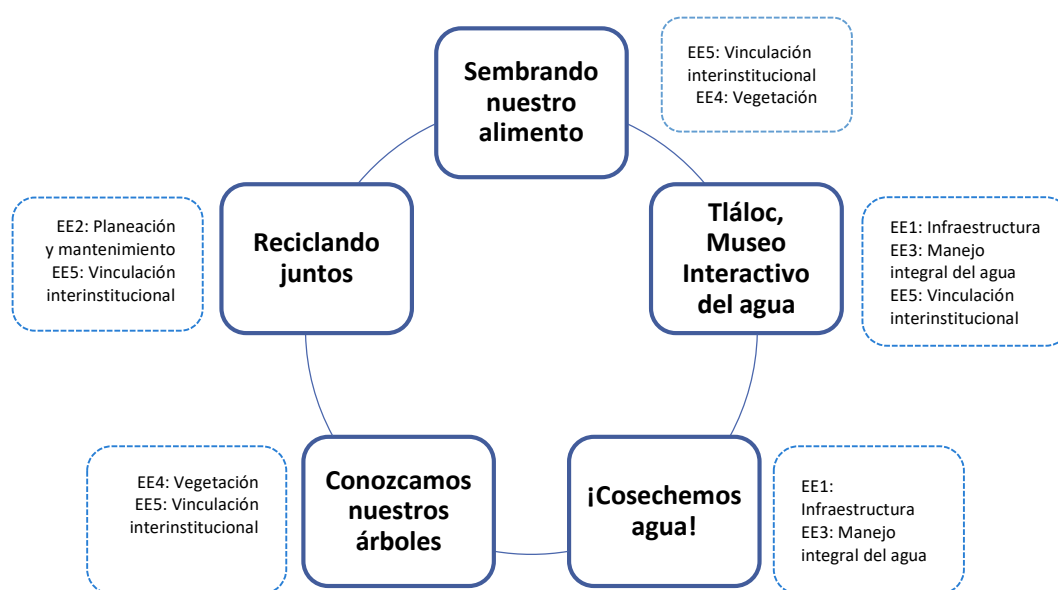 Sembrando
nuestro
alimento
EE5: Vinculación
interinstitucional
EE4: Vegetación
Tláloc,
Museo
Interactivo
del agua
EE1: Infraestructura
EE3: Manejo
integral del agua
EE5: Vinculación
interinstitucional
¡Cosechemos
agua!
EE1:
Infraestructura
EE3: Manejo
integral del agua
Conozcamos
nuestros
árboles
EE4: Vegetación
EE5: Vinculación
interinstitucional
Reciclando
juntos
EE2: Planeación
y mantenimiento
EE5: Vinculación
interinstitucional